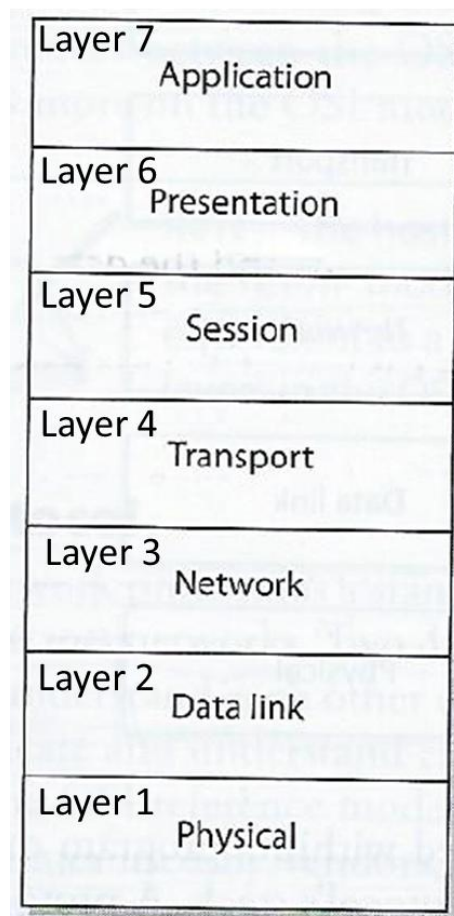 Layer 7
Application
Layer 6
Presentation
Layer 5
Session
Layer 4
Transport
Layer 3
Network
Layer 2
Data link
Layer 1
Physical